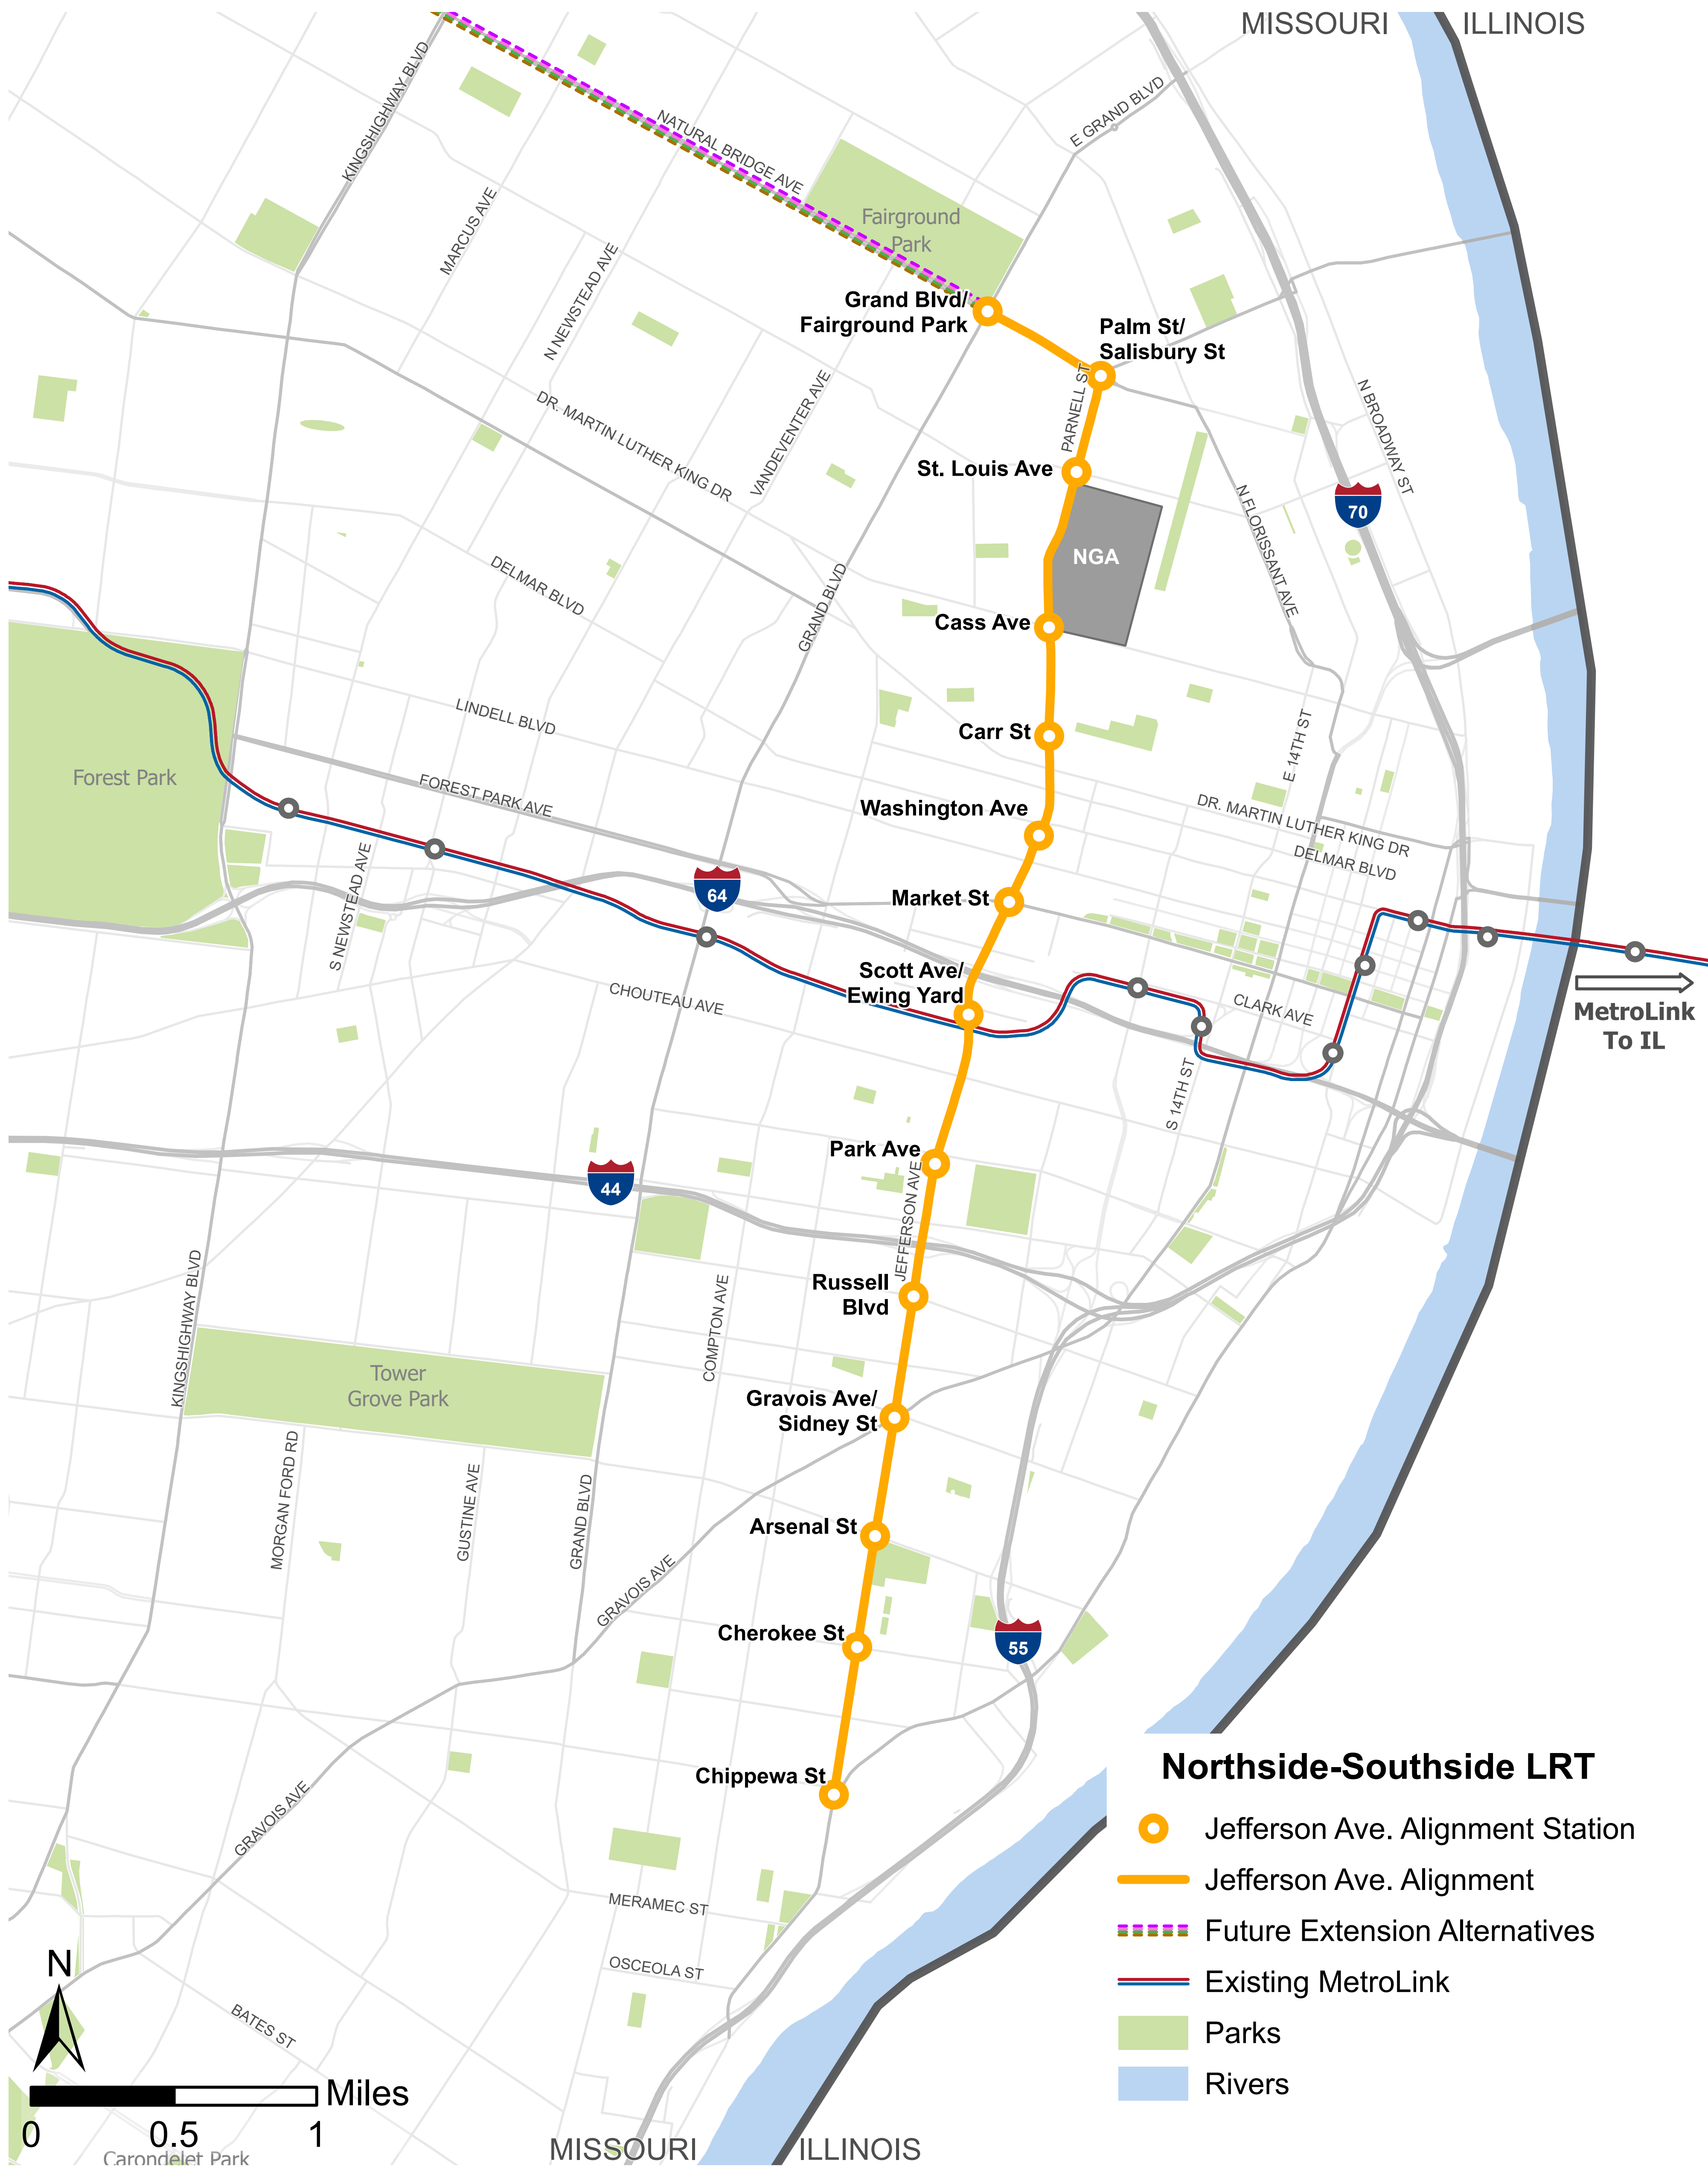 MISSOURI
ILLINOIS
KINGSHIGHWAY BLVD
E GRAND BLVD
NATURAL BRIDGE AVE
MARCUS AVE
Fairground
Park
N NEWSTEAD AVE
Grand Blvd/
Fairground Park
Palm St/
Salisbury St
PARNELL ST
DR. MARTIN LUTHER KING DR
VANDEVENTER AVE
N BROADWAY ST
St. Louis Ave
70
N FLORISSANT AVE
NGA
DELMAR BLVD
GRAND BLVD
Cass Ave
LINDELL BLVD
Carr St
E 14TH ST
Forest Park
FOREST PARK AVE
Washington Ave
DR. MARTIN LUTHER KING DR
DELMAR BLVD
S NEWSTEAD AVE
64
Market St
Scott Ave/
Ewing Yard
CHOUTEAU AVE
CLARK AVE
MetroLink
To IL
S 14TH ST
Park Ave
44
JEFFERSON AVE
KINGSHIGHWAY BLVD
COMPTON AVE
Russell
Blvd
Tower
Grove Park
Gravois Ave/
Sidney St
MORGAN FORD RD
GUSTINE AVE
GRAND BLVD
Arsenal St
GRAVOIS AVE
Cherokee St
55
Chippewa St
GRAVOIS AVE
MERAMEC ST
OSCEOLA ST
BATES ST
Northside-Southside LRT
Jefferson Ave. Alignment Station
Jefferson Ave. Alignment
Future Extension Alternatives
Existing MetroLink
Parks
Rivers
N
Miles
0
0.5
1
Carondelet Park
MISSOURI
ILLINOIS